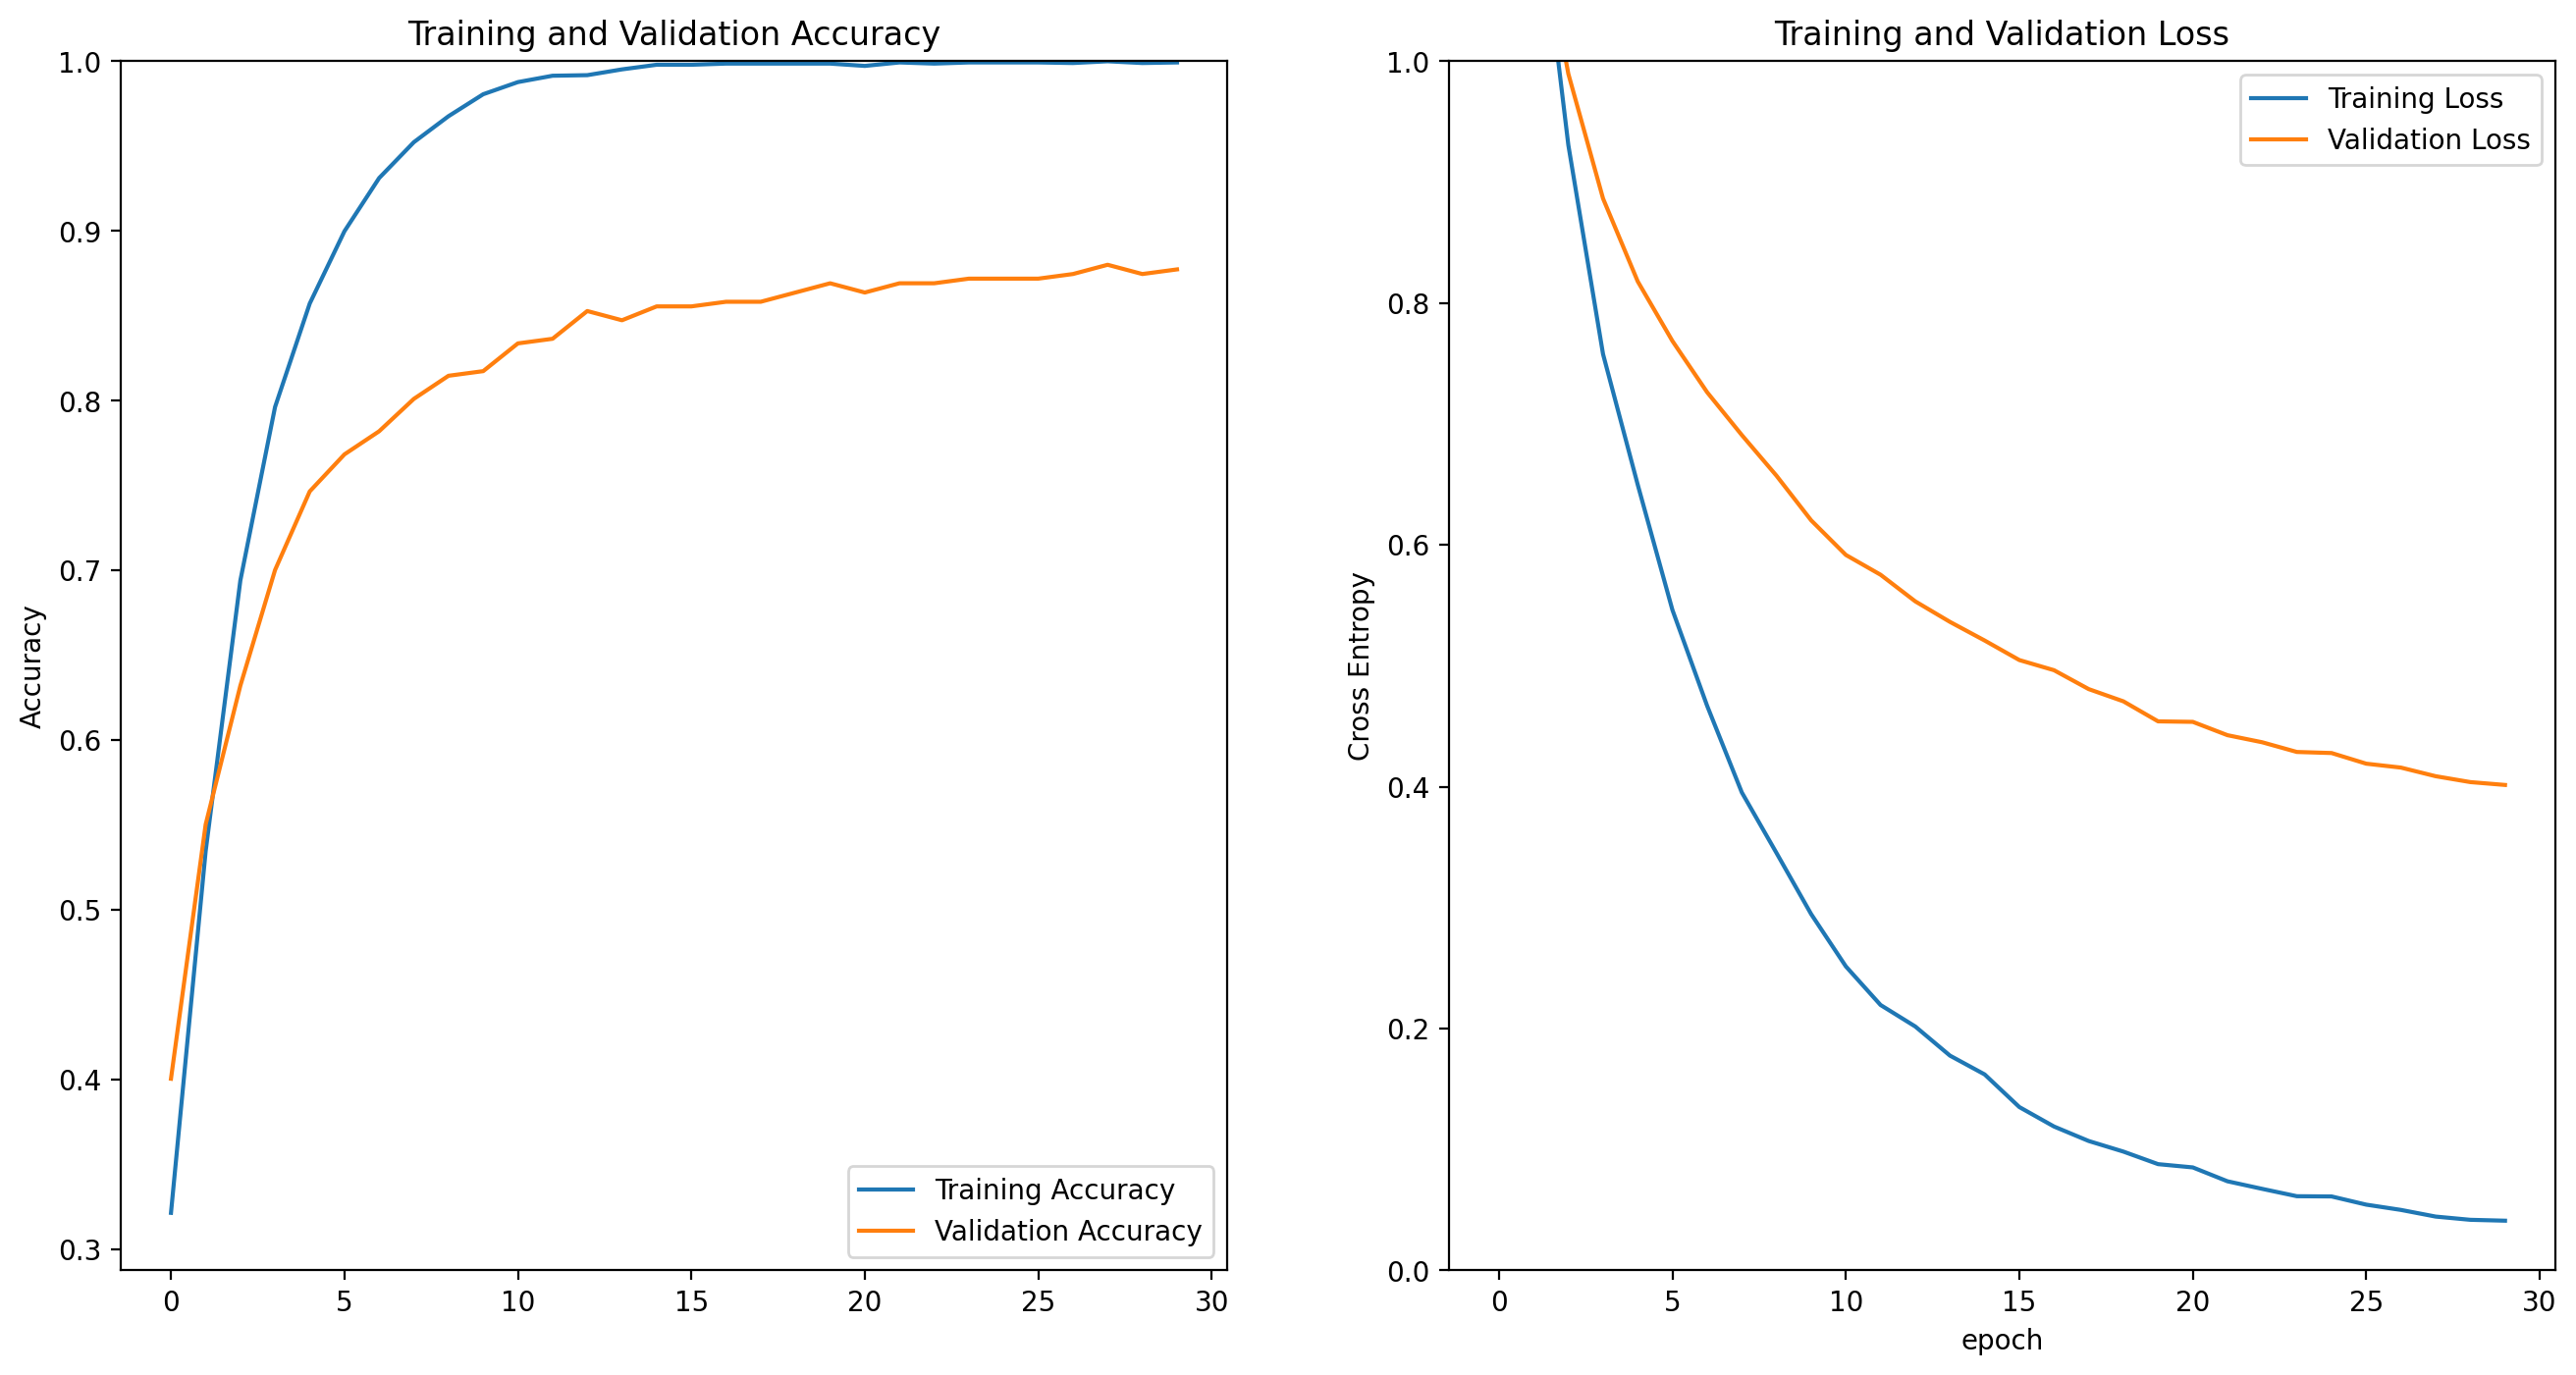 Training and Validation Accuracy
1.0
0.9
0.8
0.7
0.6
0.5
0.4
0.3
Accuracy
0 5 10 15 20 25 30
Training Accuracy
Validation Accuracy
Training and Validation Loss
1.0
0.8
0.6
0.4
0.2
0.0
Cross Entropy
Training Loss
Validation Loss
0 5 10 15 20 25 30
epoch